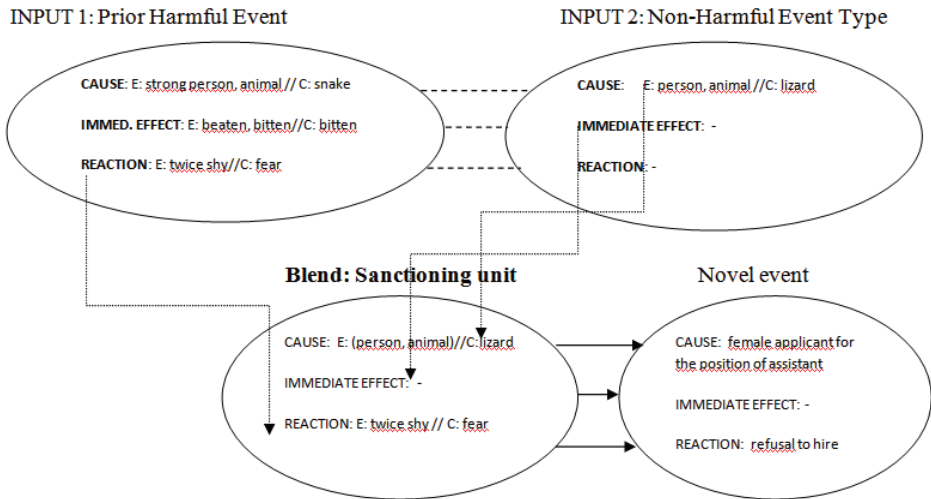 INPUT 1: Prior Harmful Event
INPUT 2: Non-Harmful Event Type
CAUSE: E: strong person, animal // C: snake
IMMED. EFFECT: E: beaten, bitten//C: bitten
REACTION: E: twice shy//C: fear
CAUSE: E: person, animal //C: lizard
IMMEDIATE EFFECT: -
REACTION: -
Blend: Sanctioning unit
Novel event
CAUSE: E: (person, animal)//C: lizard
IMMEDIATE EFFECT: -
REACTION: E: twice shy // C: fear
CAUSE: female applicant for
the position of assistant
IMMEDIATE EFFECT: -
REACTION: refusal to hire